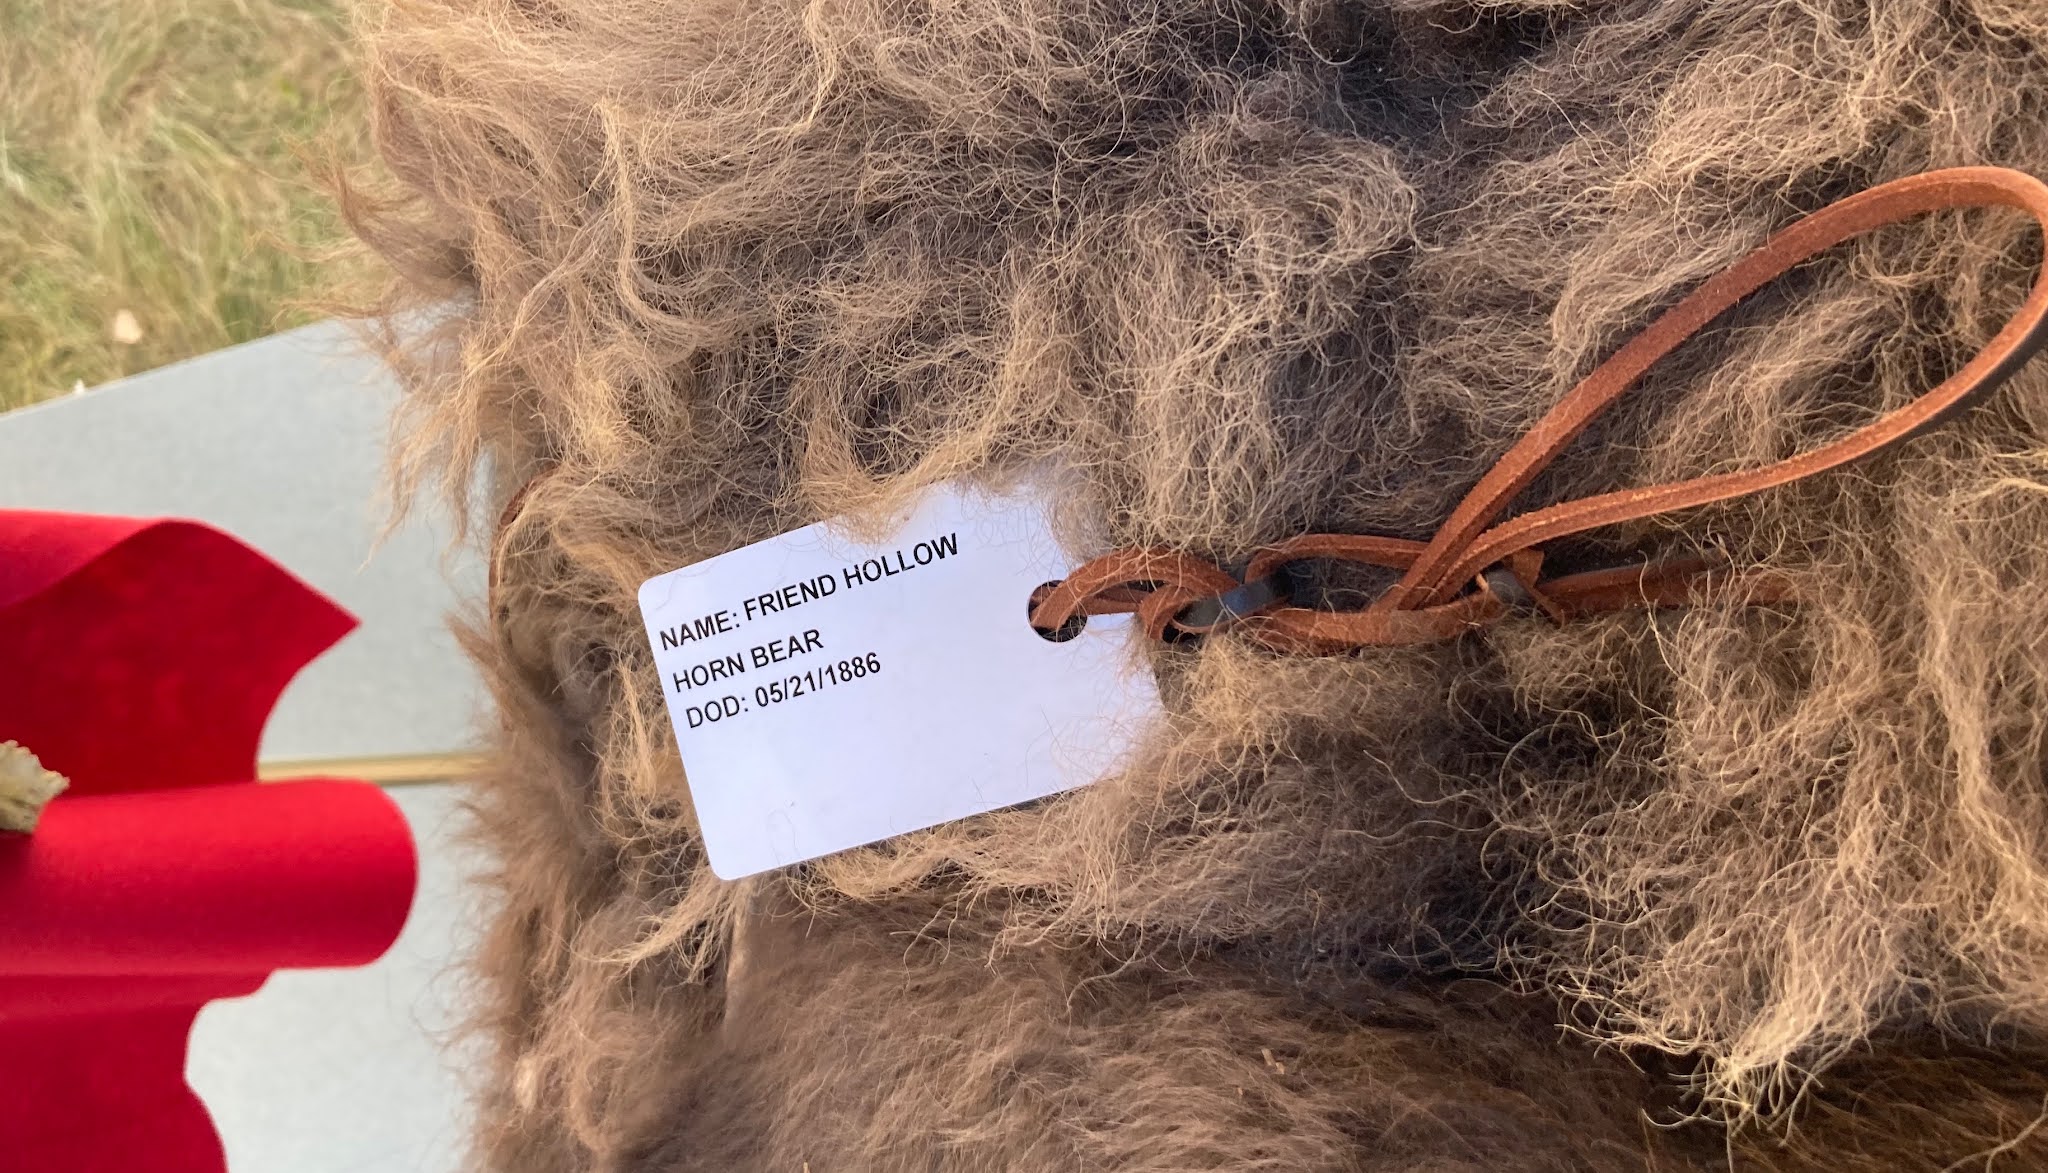 NAME: FRIEND HOLLOW
HORN BEAR
DOD: 05/21/1886